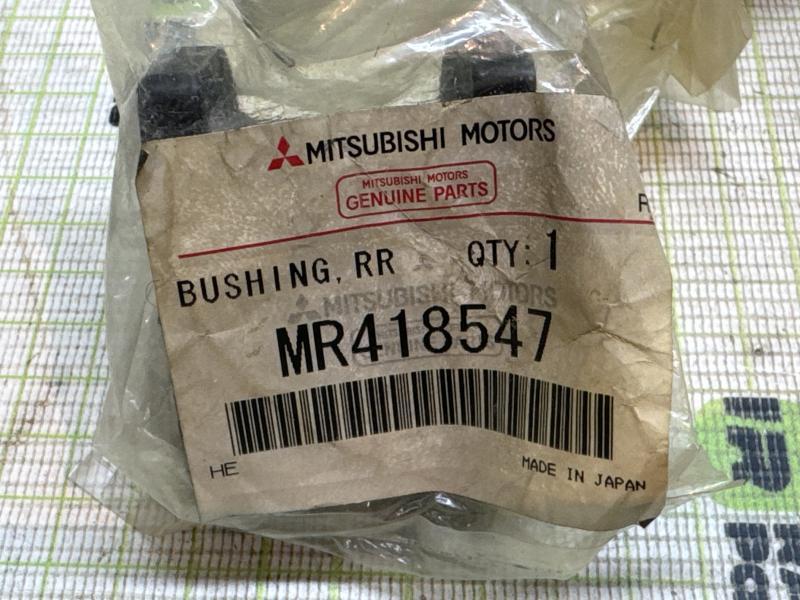 MITSUBISHI MOTORS
MITSUBISHI MOTORS
GENUINE PARTS
BUSHING, RR QTY: 1
MITSUBISHI MOTORS
MR418547
HE MADE IN JAPAN